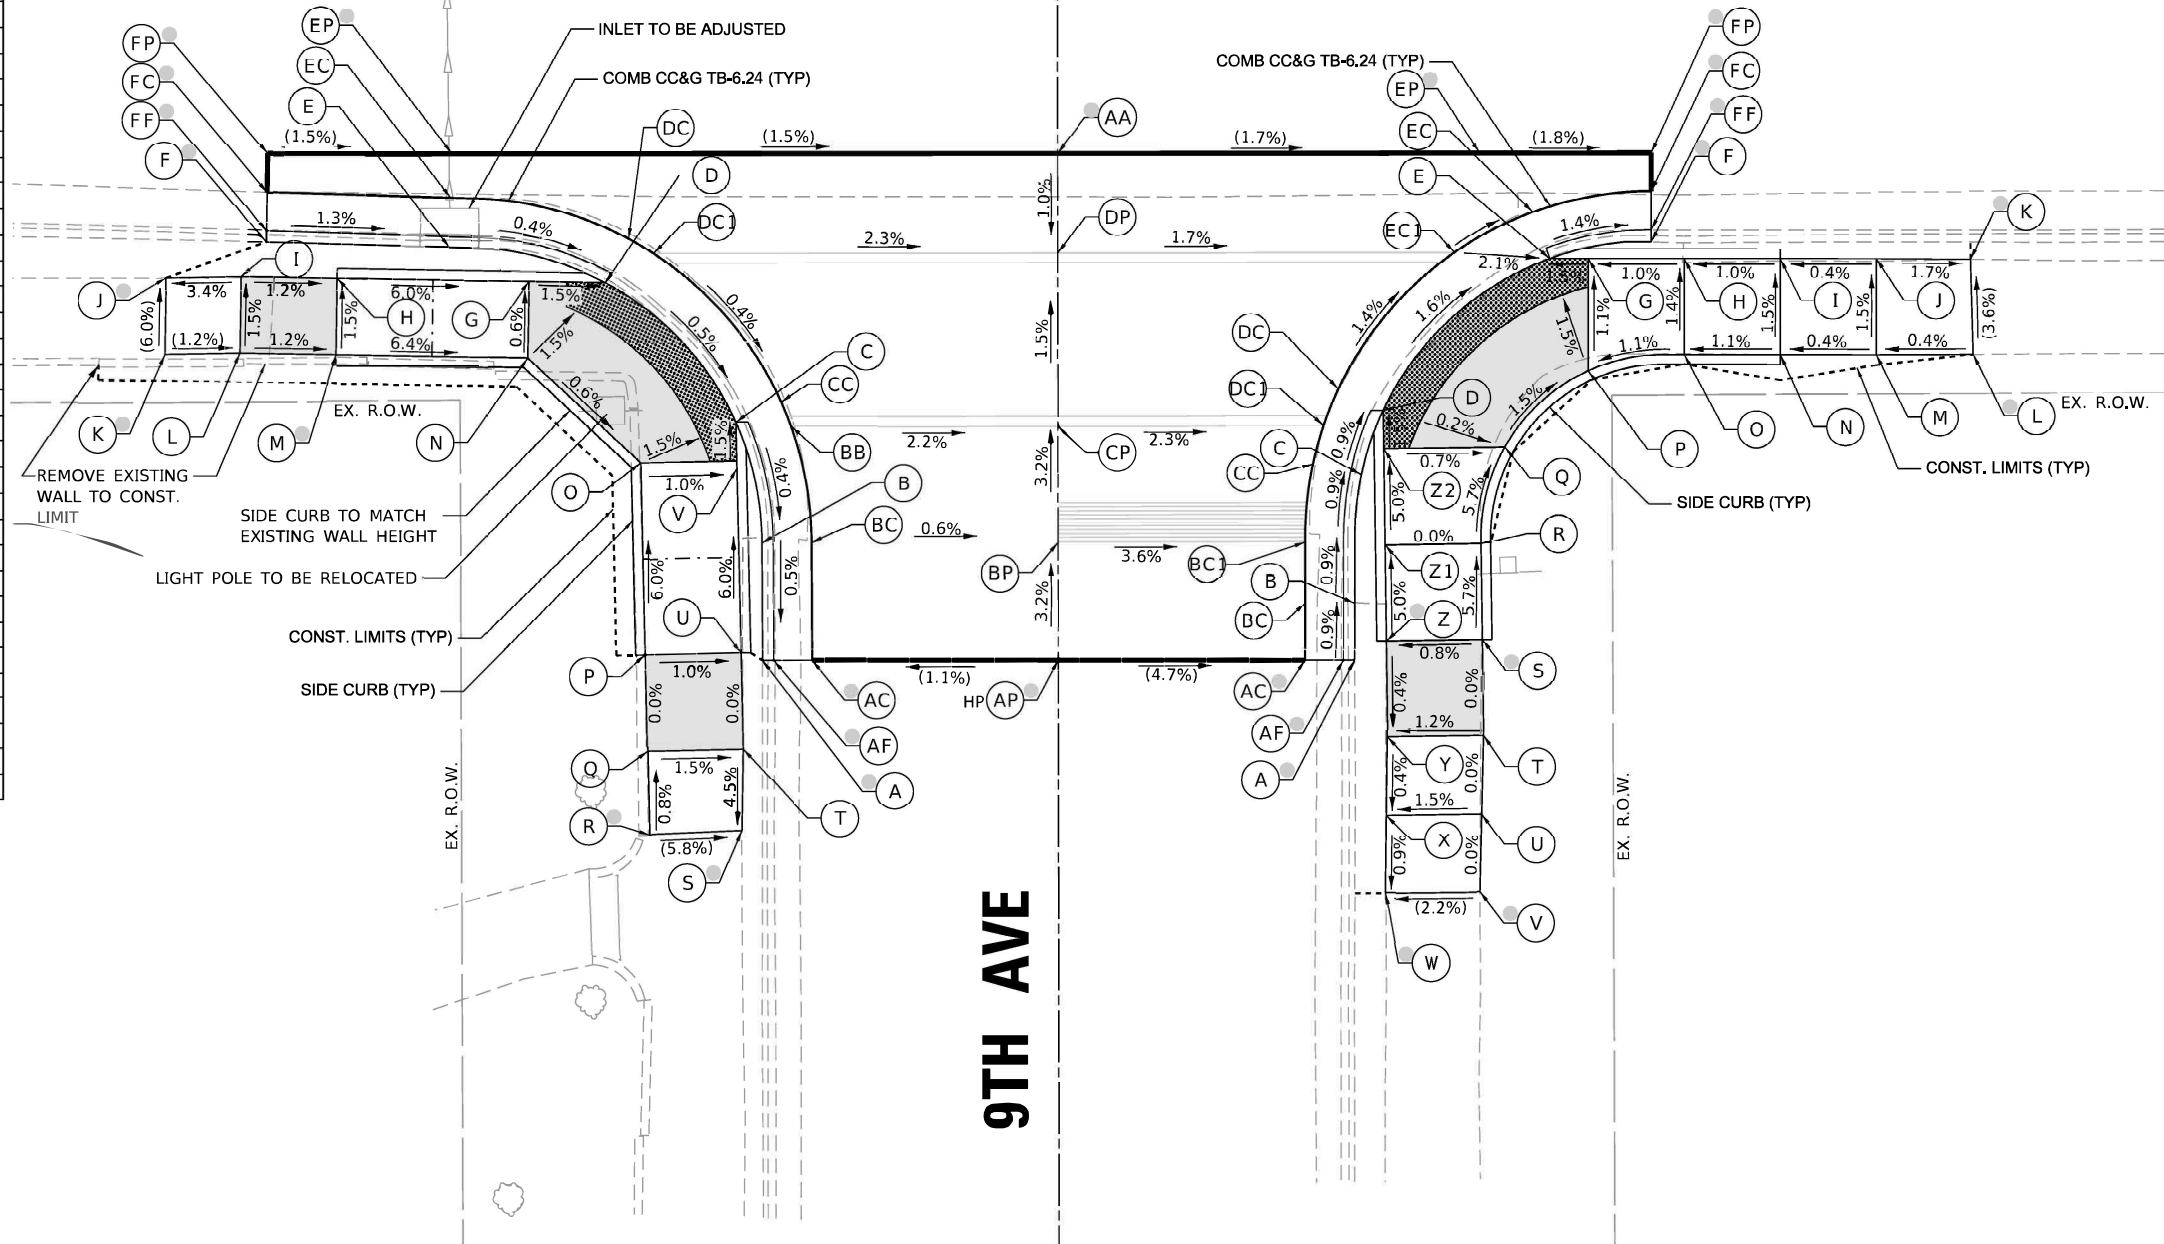 EP
INLET TO BE ADJUSTED
FP
FP
EC
COMB CC&G TB-6.24 (TYP)
COMB CC&G TB-6.24 (TYP)
FC
FC
EP
E
DC
AA
FF
FF
EC
(1.5%)
(1.5%)
(1.7%)
(1.8%)
F
F
D
E
1.0%
1.3%
0.4%
DC1
DP
EC1
1.4%
K
2.3%
1.7%
I
2.1%
1.5%
J
3.4%
1.2%
6.0%
1.5%
1.0%
1.0%
0.4%
1.7%
H
G
G
H
I
J
(6.0%)
1.5%
1.5%
0.6%
1.5%
0.5%
0.4%
1.5%
1.4%
1.6%
1.5%
1.1%
1.4%
1.5%
1.5%
(3.6%)
(1.2%)
1.2%
6.4%
C
DC
1.1%
1.1%
0.4%
0.4%
CC
DC1
D
0.6%
EX. R.O.W.
EX. R.O.W.
1.5%
K
L
M
N
1.5%
1.5%
BB
2.2%
CP
2.3%
C
0.9%
0.2%
P
O
N
M
L
REMOVE EXISTING
WALL TO CONST.
LIMIT
1.0%
0.4%
3.2%
CC
0.9%
0.7%
CONST. LIMITS (TYP)
O
V
B
5.0%
Z2
5.7%
Q
SIDE CURB (TYP)
SIDE CURB TO MATCH
EXISTING WALL HEIGHT
BC
0.6%
0.0%
R
3.6%
LIGHT POLE TO BE RELOCATED
6.0%
6.0%
0.5%
BP
BC1
0.9%
Z1
B
3.2%
5.0%
5.7%
U
BC
Z
CONST. LIMITS (TYP)
0.9%
0.8%
P
1.0%
(1.1%)
(4.7%)
S
SIDE CURB (TYP)
AC
HP
AP
AC
0.0%
0.0%
0.4%
0.0%
1.2%
AF
AF
Q
1.5%
Y
T
A
A
0.8%
4.5%
0.4%
0.0%
1.5%
R
T
X
U
EX. R.O.W.
EX. R.O.W.
(5.8%)
0.9%
0.0%
S
(2.2%)
V
W
9TH AVE